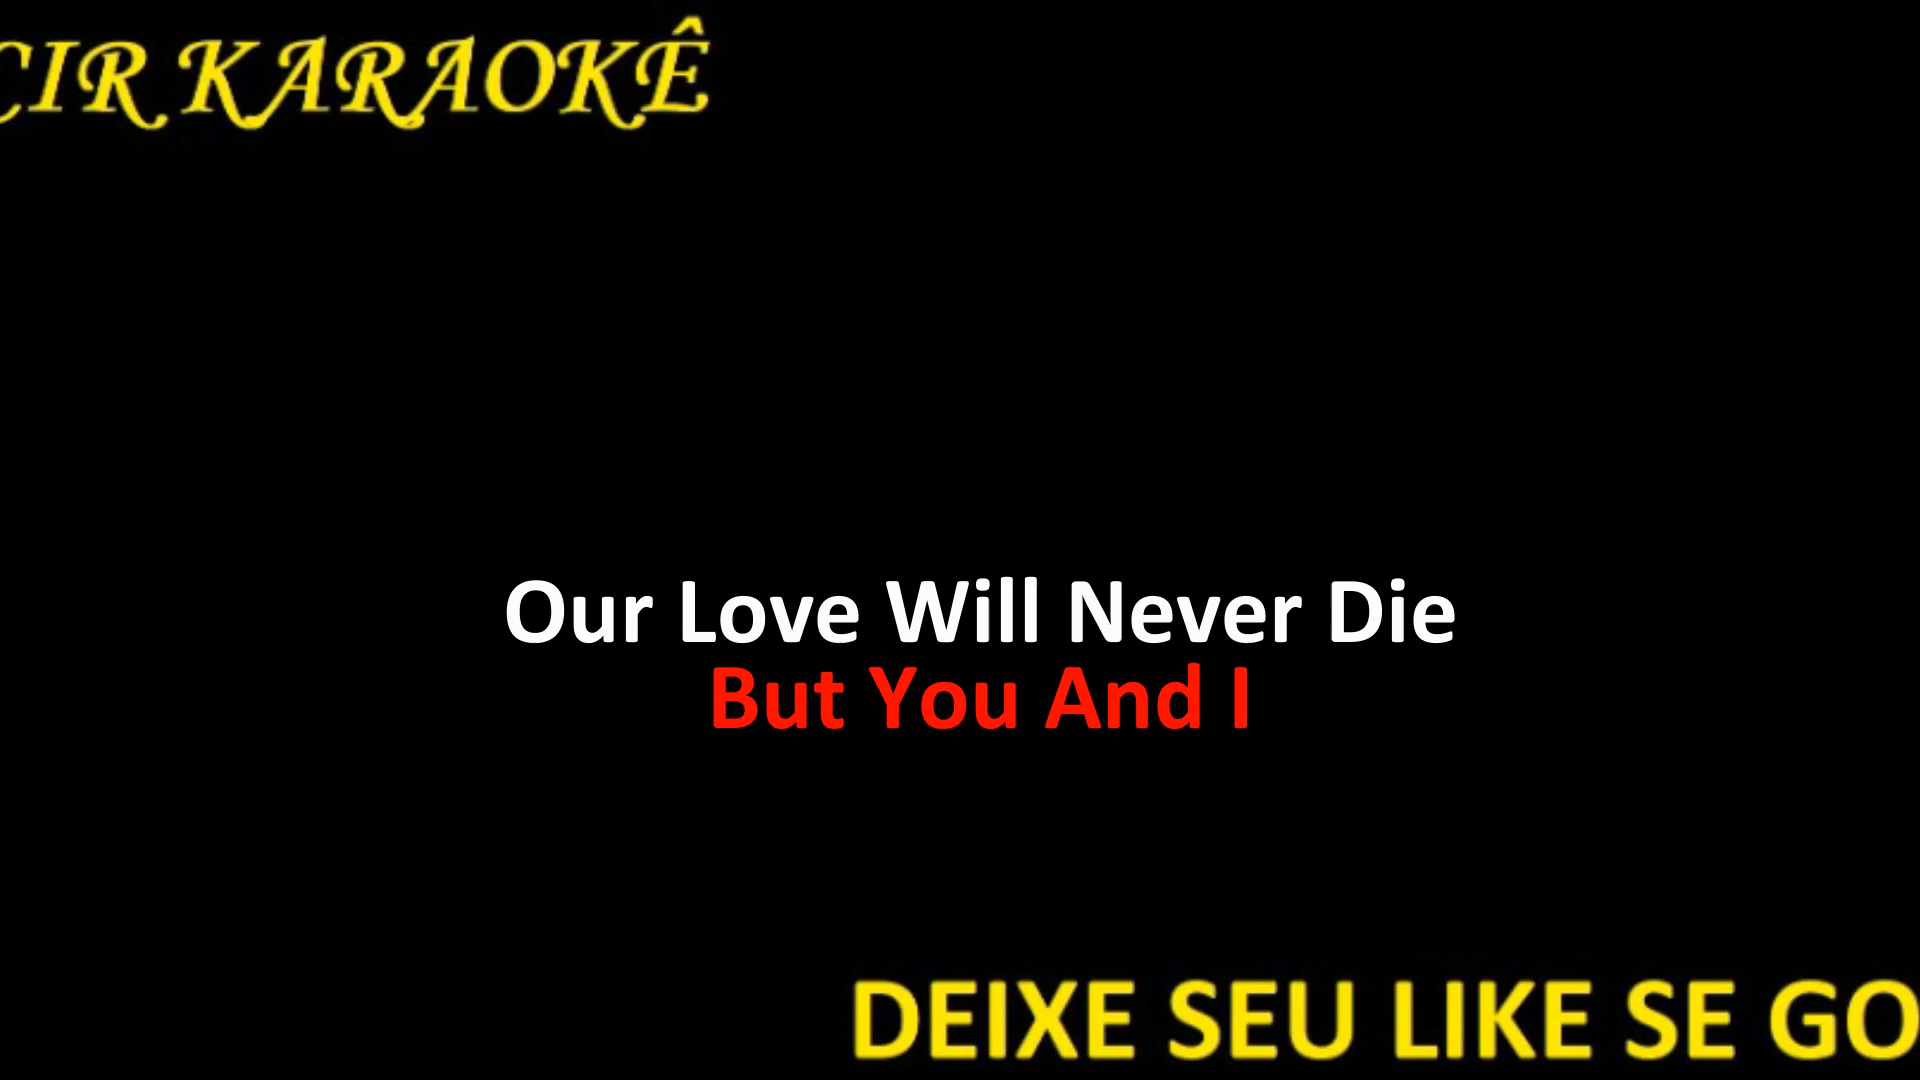 CIR KARAOKÊ
Our Love Will Never Die
But You And I
DEIXE SEU LIKE SE GO